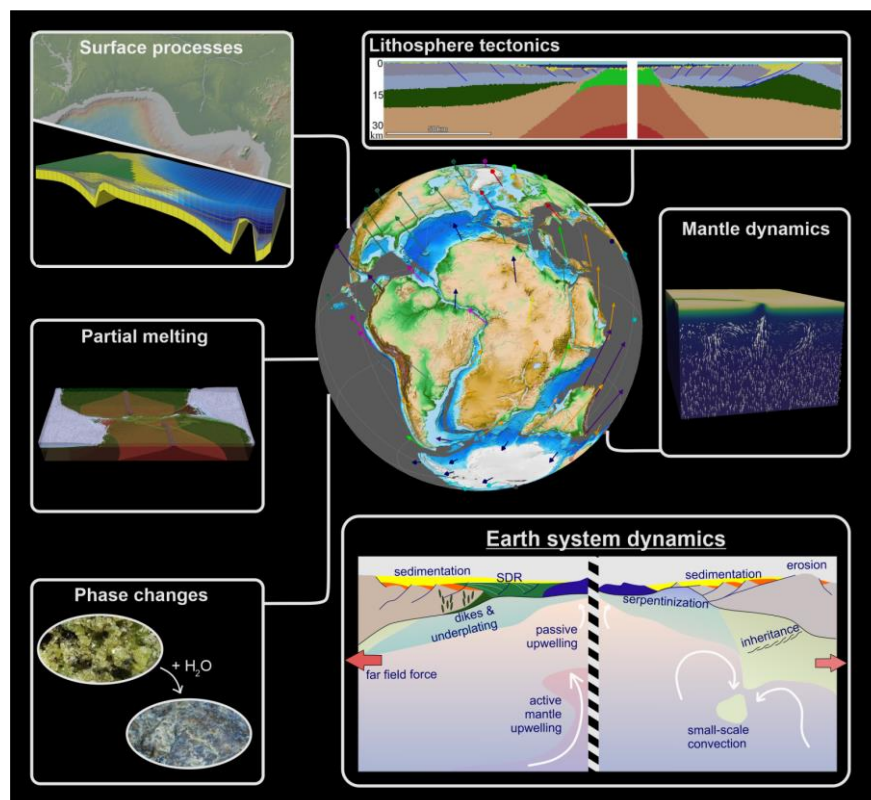 Surface processes
Lithosphere tectonics
0
15
30
km
Mantle dynamics
Partial melting
Phase changes
+ H₂O
Earth system dynamics
sedimentation
SDR
sedimentation
erosion
dikes &
underplating
serpentinization
passive
upwelling
inheritance
far field force
active
mantle
upwelling
small-scale
convection